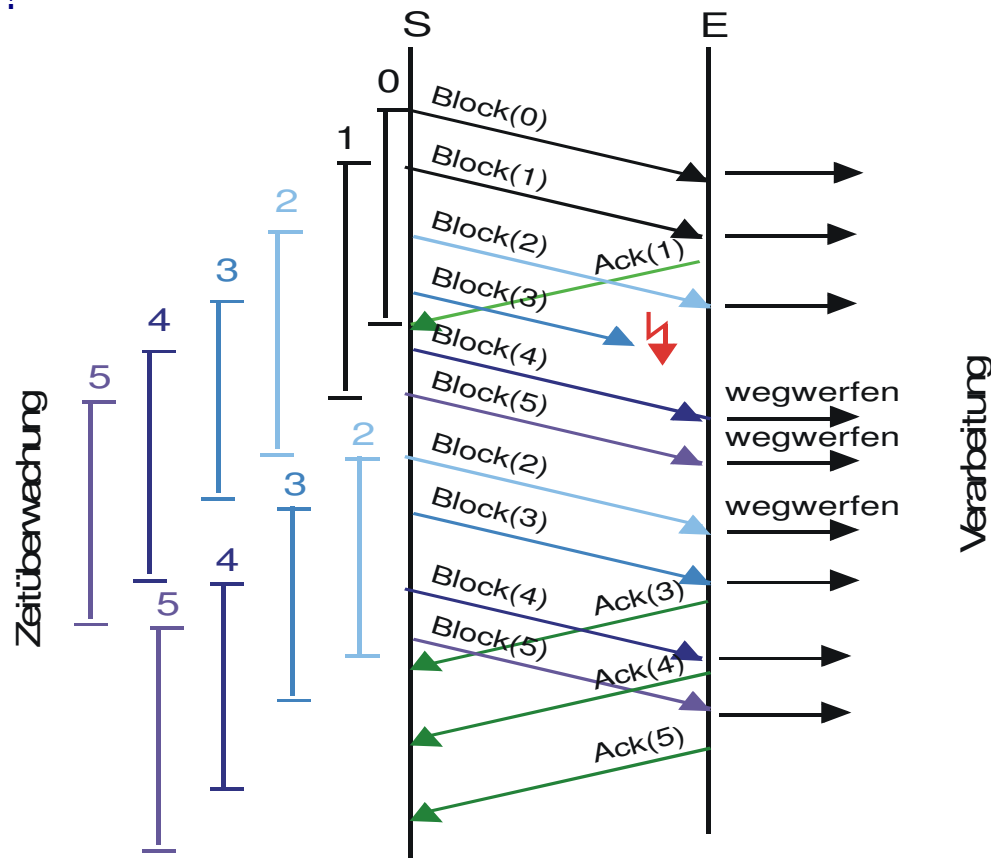 :
S
E
0
Block(0)
1
Block(1)
2
Block(2)
Ack(1)
3
Block(3)
4
Block(4)
5
Block(5)
wegwerfen
wegwerfen
2
Block(2)
3
Block(3)
wegwerfen
4
Block(4)
Ack(3)
5
Block(5)
Ack(4)
Ack(5)
Zeitüberwachung
Verarbeitung